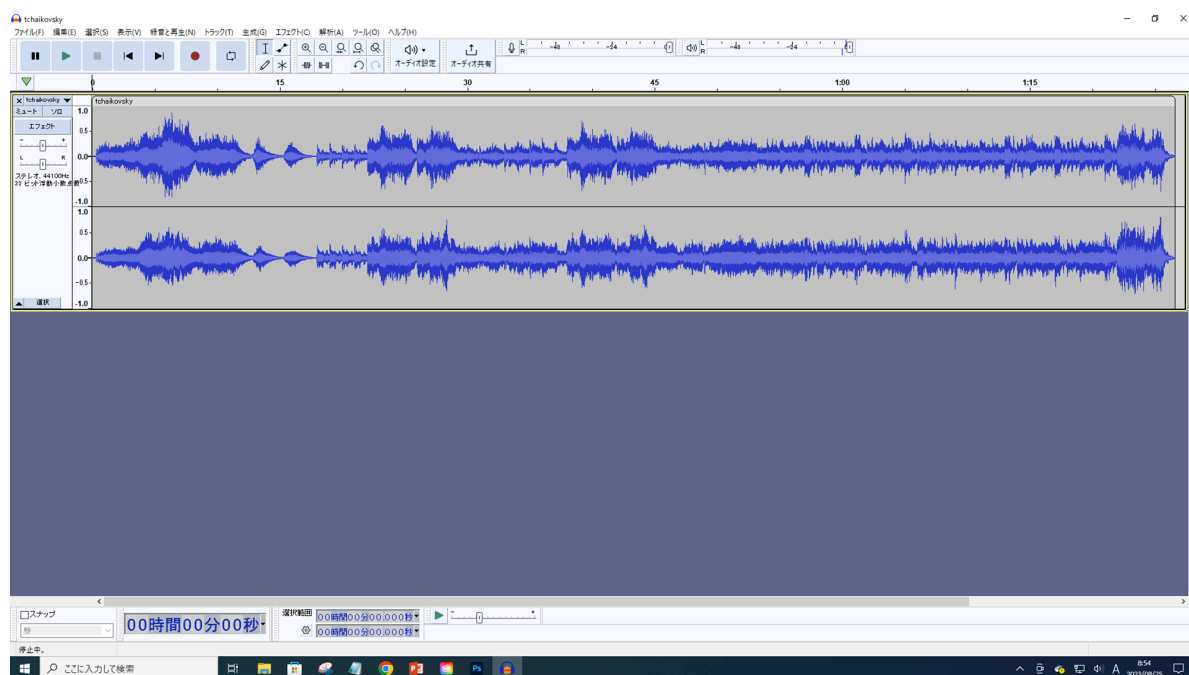 tchaikovsky
ファイル(F) 編集(E) 選択(S) 表示(V) 録音と再生(N) トラック(T) 生成(G) エフェクト(C) 解析(A) ツール(O) ヘルプ(H)
オーディオ設定 オーディオ共有
L R -48 -24 L R -48 -24
0 15 30 45 1:00 1:15
tchaikovsky tchaikovsky
ミュート ソロ 1.0
エフェクト 0.5
- + 0.0
L R
ステレオ, 44100Hz
32 ビット浮動小数点数 -0.5
-1.0
1.0
0.5
0.0
-0.5
選択 -1.0
スナップ
秒
00時間00分00秒
選択範囲 00時間00分00.000秒
00時間00分00.000秒
- +
停止中。
ここに入力して検索
Ps
A 8:54
2023/08/25